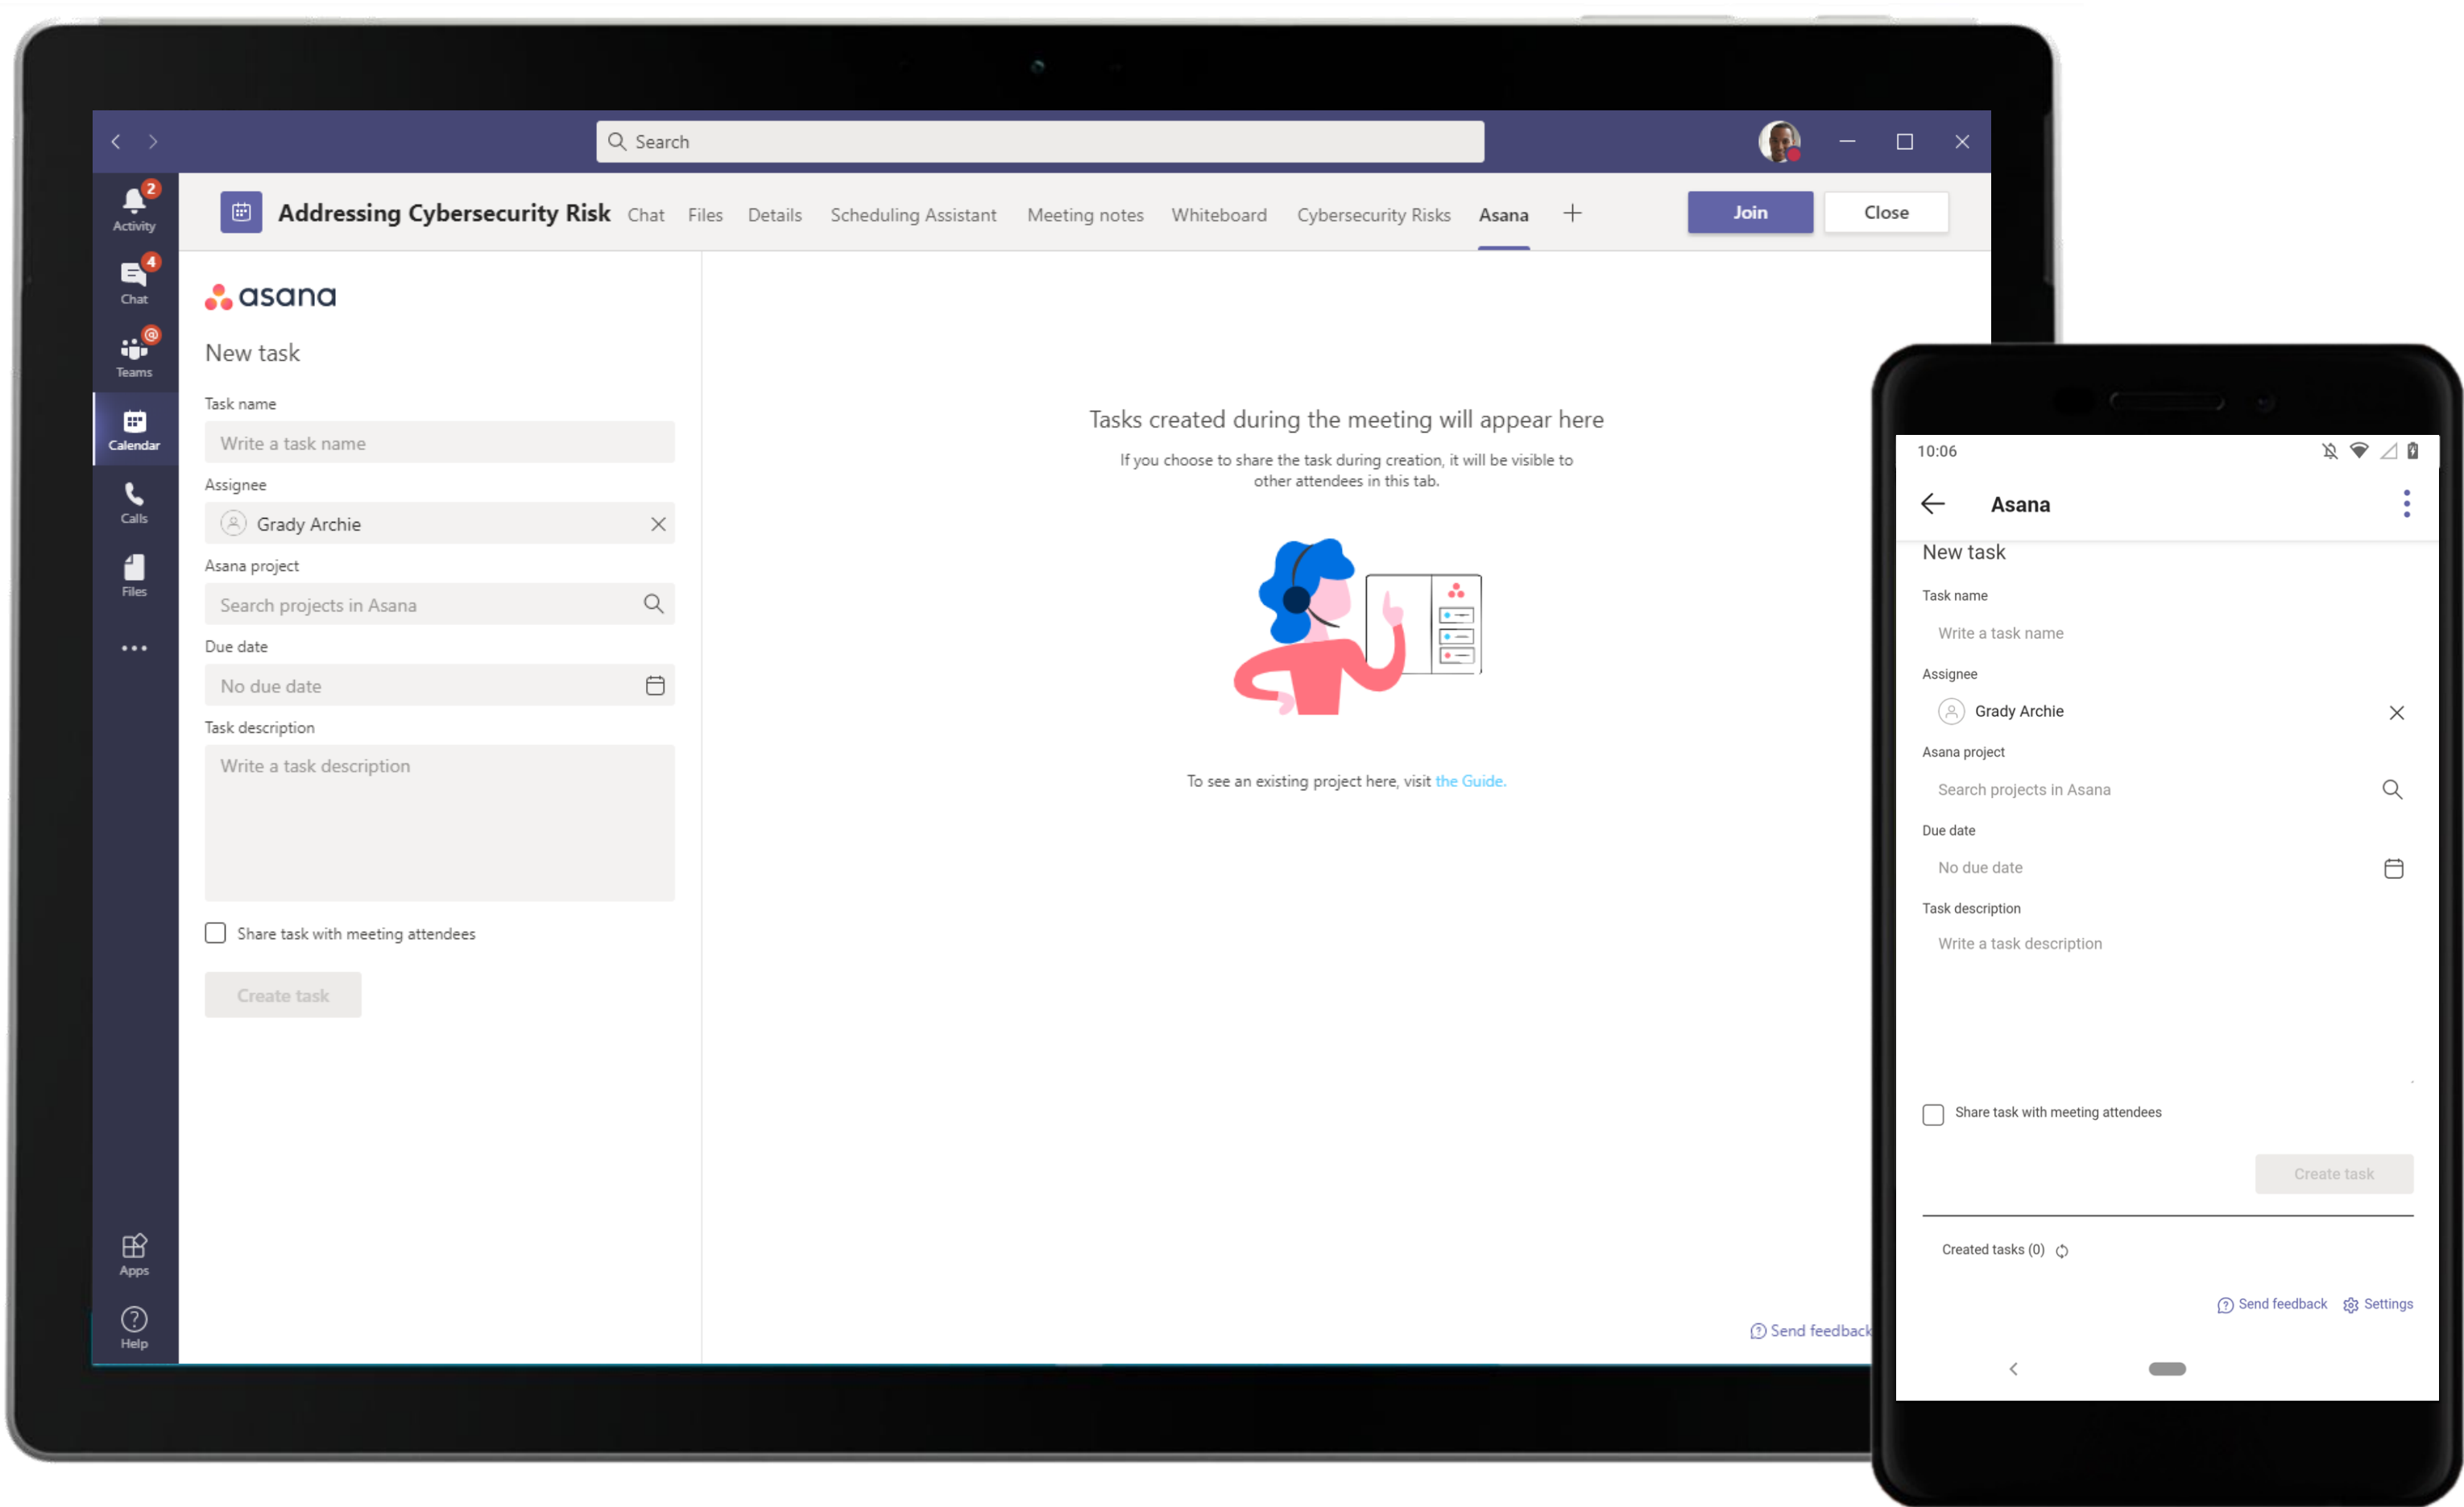 Search
2
Activity
4
Chat
@
Teams
Calendar
Calls
Files
Apps
Help
Addressing Cybersecurity Risk Chat Files Details Scheduling Assistant Meeting notes Whiteboard Cybersecurity Risks Asana Join Close
asana
New task
Task name
Write a task name
Assignee
Grady Archie
Asana project
Search projects in Asana
Due date
No due date
Task description
Write a task description
Share task with meeting attendees
Create task
Tasks created during the meeting will appear here
If you choose to share the task during creation, it will be visible to
other attendees in this tab.
To see an existing project here, visit the Guide.
Send feedback
10:06
Asana
New task
Task name
Write a task name
Assignee
Grady Archie
Asana project
Search projects in Asana
Due date
No due date
Task description
Write a task description
Share task with meeting attendees
Create task
Created tasks (0)
Send feedback Settings